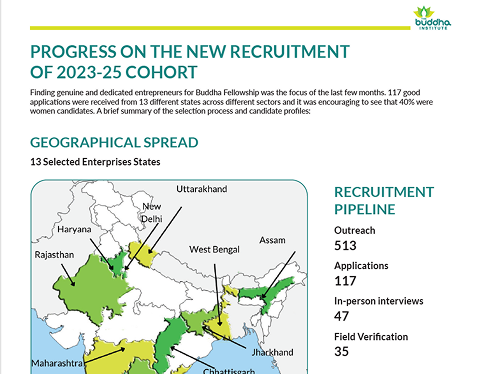 buddha
INSTITUTE
PROGRESS ON THE NEW RECRUITMENT
OF 2023-25 COHORT
Finding genuine and dedicated entrepreneurs for Buddha Fellowship was the focus of the last few months. 117 good
applications were received from 13 different states across different sectors and it was encouraging to see that 40% were
women candidates. A brief summary of the selection process and candidate profiles:
GEOGRAPHICAL SPREAD
13 Selected Enterprises States
Uttarakhand
New
Delhi
Haryana
Rajasthan
West Bengal
Assam
Jharkhand
Maharashtra
Chhattisgarh
RECRUITMENT
PIPELINE
Outreach
513
Applications
117
In-person interviews
47
Field Verification
35